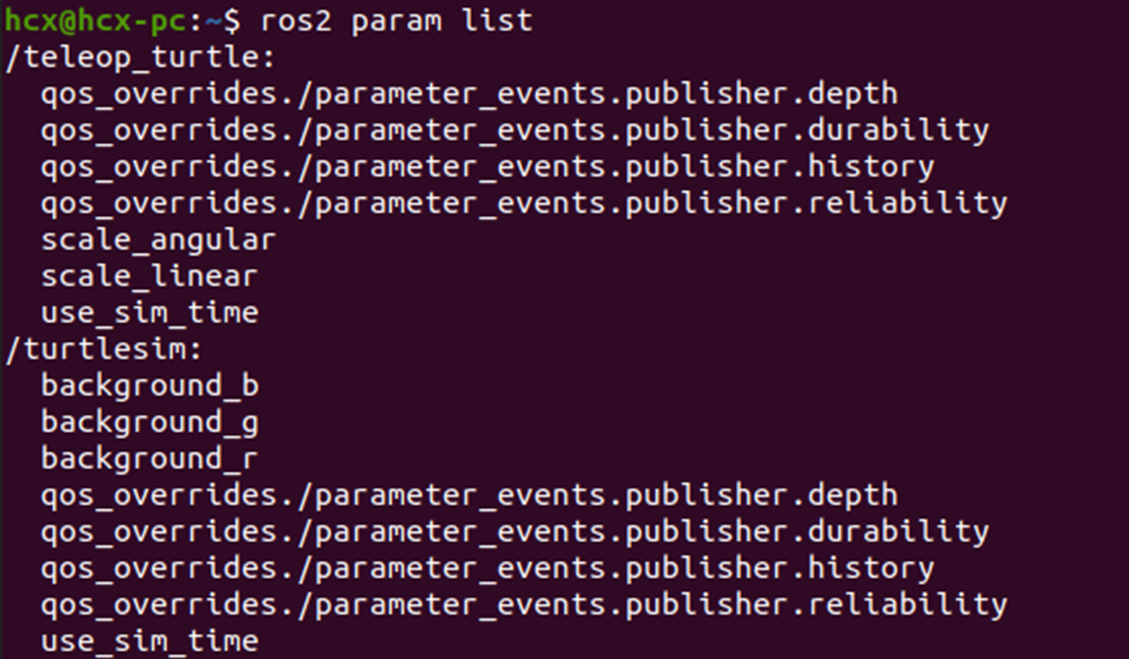 hcx@hcx-pc:~$ ros2 param list
/teleop_turtle:
  qos_overrides./parameter_events.publisher.depth
  qos_overrides./parameter_events.publisher.durability
  qos_overrides./parameter_events.publisher.history
  qos_overrides./parameter_events.publisher.reliability
  scale_angular
  scale_linear
  use_sim_time
/turtlesim:
  background_b
  background_g
  background_r
  qos_overrides./parameter_events.publisher.depth
  qos_overrides./parameter_events.publisher.durability
  qos_overrides./parameter_events.publisher.history
  qos_overrides./parameter_events.publisher.reliability
  use_sim_time